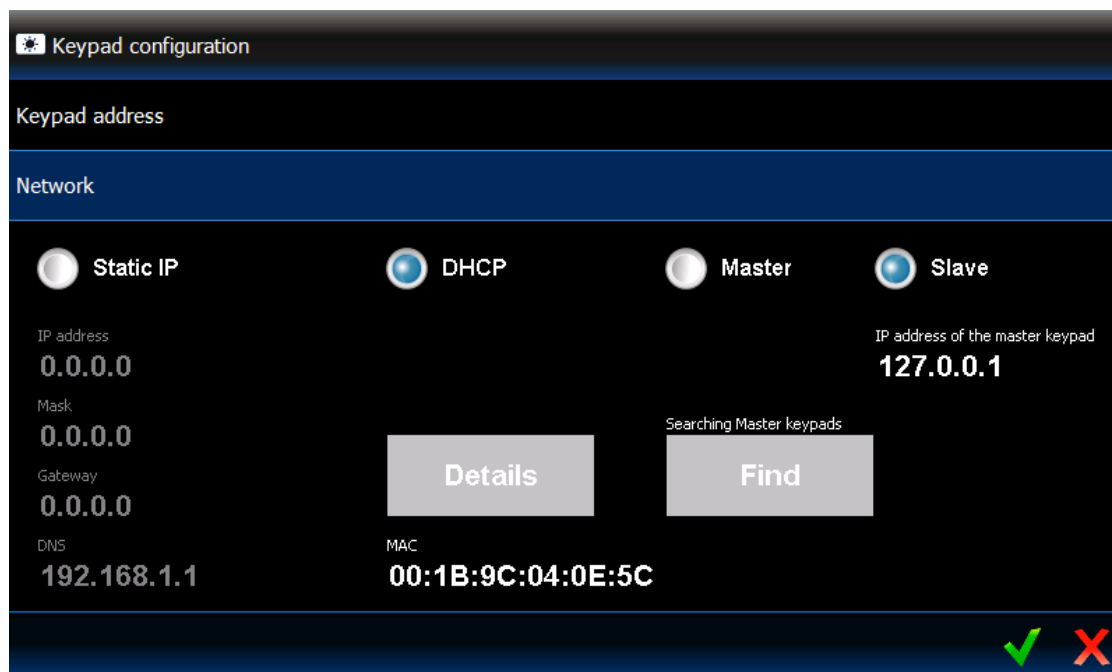 Keypad configuration
Keypad address
Network
Static IP
DHCP
Master
Slave
IP address
0.0.0.0
IP address of the master keypad
127.0.0.1
Mask
0.0.0.0
Searching Master keypads
Details
Find
Gateway
0.0.0.0
DNS
192.168.1.1
MAC
00:1B:9C:04:0E:5C